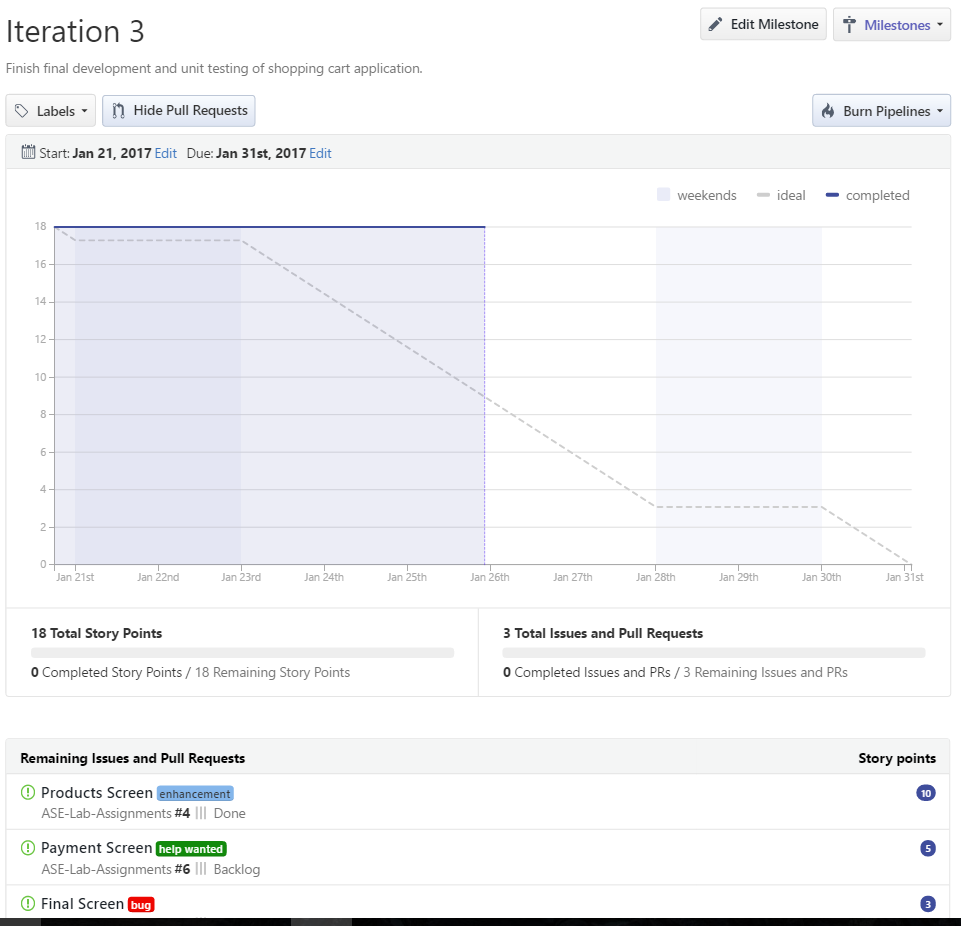 Iteration 3
Edit Milestone
Milestones
Finish final development and unit testing of shopping cart application.
Labels
Hide Pull Requests
Burn Pipelines
Start: Jan 21, 2017 Edit Due: Jan 31st, 2017 Edit
weekends
ideal
completed
18
16
14
12
10
8
6
4
2
0
Jan 21st
Jan 22nd
Jan 23rd
Jan 24th
Jan 25th
Jan 26th
Jan 27th
Jan 28th
Jan 29th
Jan 30th
Jan 31st
18 Total Story Points
0 Completed Story Points / 18 Remaining Story Points
3 Total Issues and Pull Requests
0 Completed Issues and PRs / 3 Remaining Issues and PRs
Remaining Issues and Pull Requests
Story points
Products Screen enhancement
10
ASE-Lab-Assignments #4 Done
Payment Screen help wanted
5
ASE-Lab-Assignments #6 Backlog
Final Screen bug
3